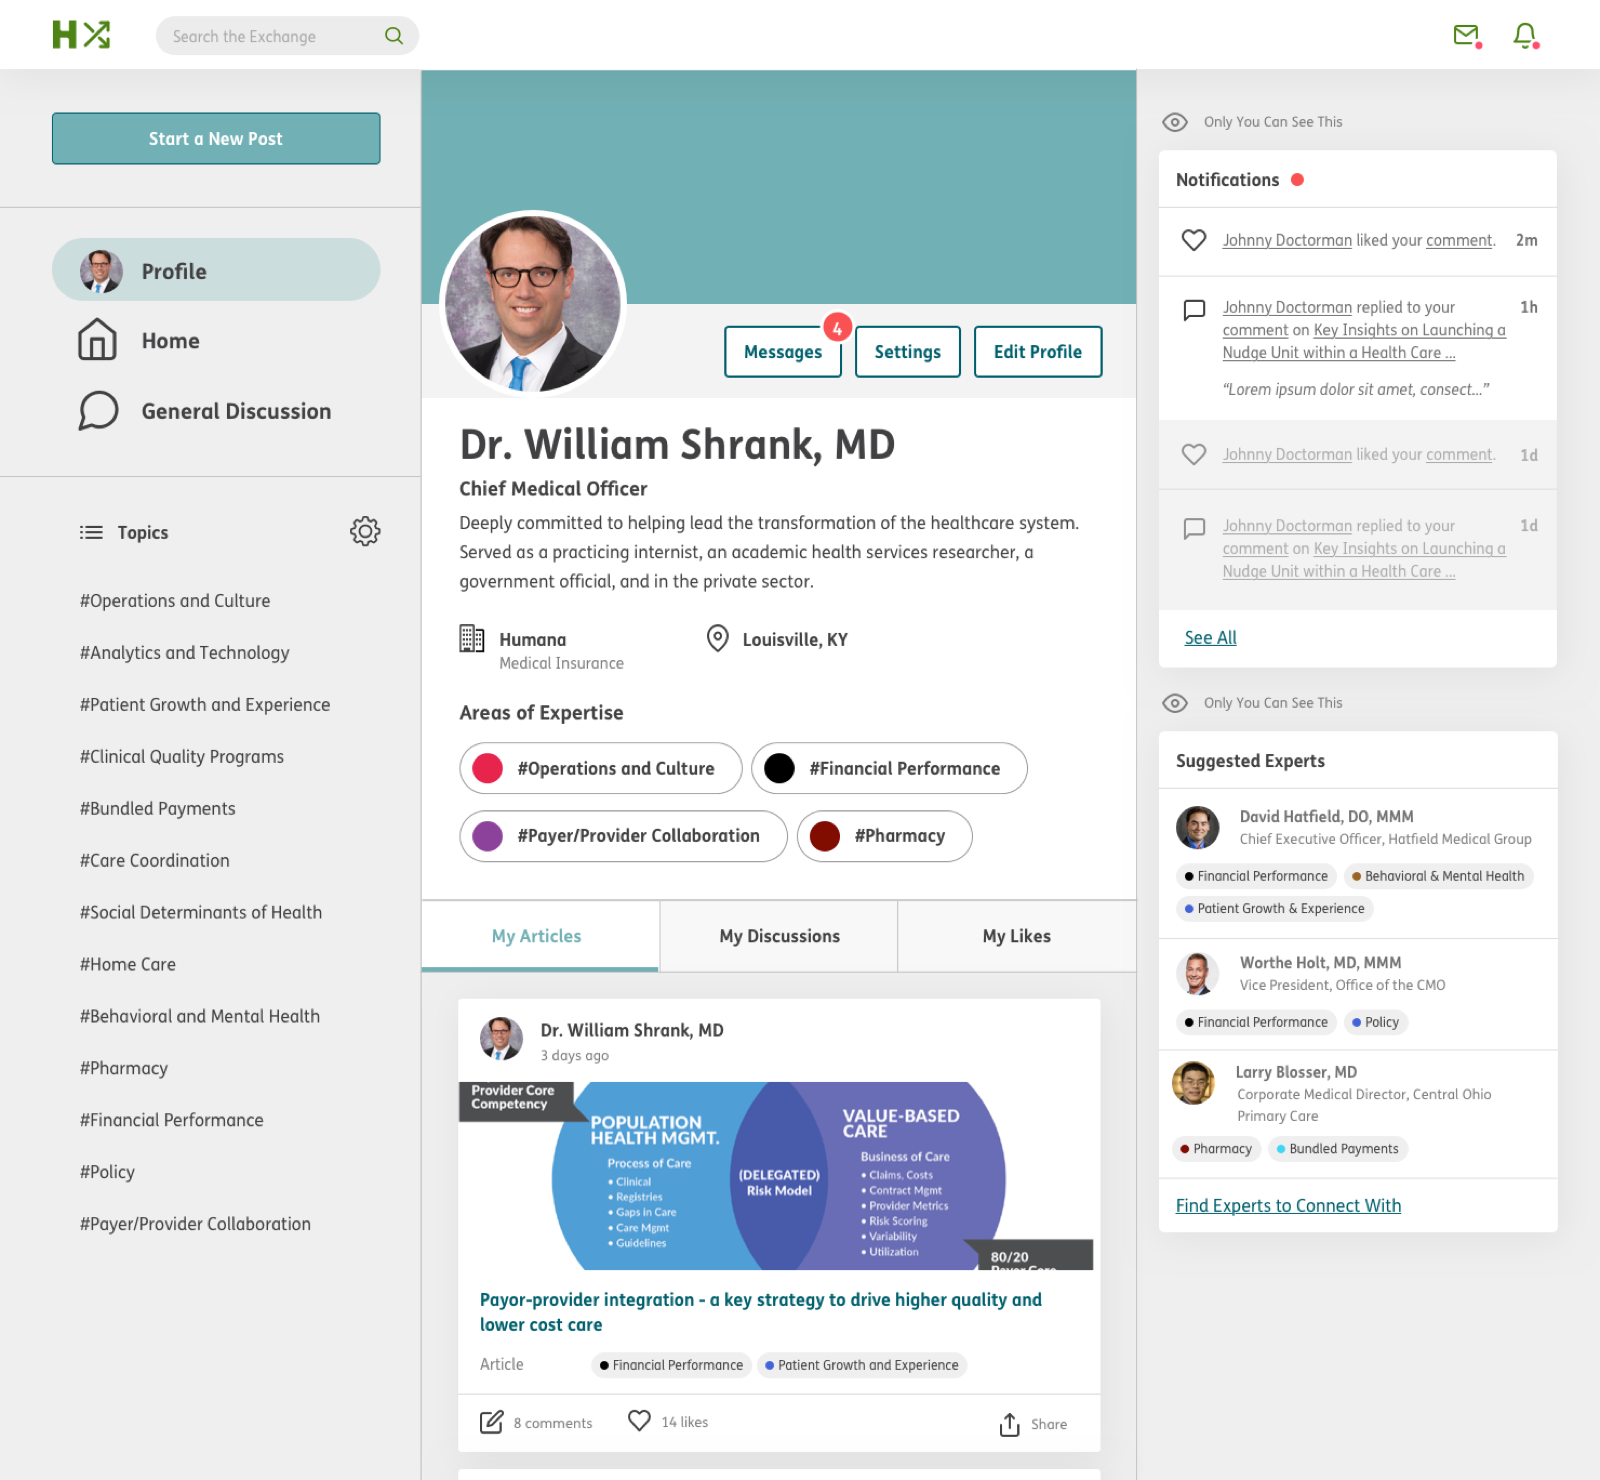 H
Search the Exchange
Start a New Post
Profile
Home
General Discussion
Topics
#Operations and Culture
#Analytics and Technology
#Patient Growth and Experience
#Clinical Quality Programs
#Bundled Payments
#Care Coordination
#Social Determinants of Health
#Home Care
#Behavioral and Mental Health
#Pharmacy
#Financial Performance
#Policy
#Payer/Provider Collaboration
4
Messages
Settings
Edit Profile
Dr. William Shrank, MD
Chief Medical Officer
Deeply committed to helping lead the transformation of the healthcare system.
Served as a practicing internist, an academic health services researcher, a
government official, and in the private sector.
Humana
Medical Insurance
Louisville, KY
Areas of Expertise
#Operations and Culture
#Financial Performance
#Payer/Provider Collaboration
#Pharmacy
My Articles
My Discussions
My Likes
Dr. William Shrank, MD
3 days ago
Provider Core
Competency
POPULATION
HEALTH MGMT.
Process of Care
• Clinical
• Registries
• Gaps in Care
• Care Mgmt
• Guidelines
(DELEGATED)
Risk Model
VALUE-BASED
CARE
Business of Care
• Claims, Costs
• Contract Mgmt
• Provider Metrics
• Risk Scoring
• Variability
• Utilization
80/20
Payor Core
Payor-provider integration - a key strategy to drive higher quality and
lower cost care
Article
Financial Performance
Patient Growth and Experience
8 comments
14 likes
Share
Only You Can See This
Notifications
Johnny Doctorman liked your comment. 2m
Johnny Doctorman replied to your 1h
comment on Key Insights on Launching a
Nudge Unit within a Health Care ...
“Lorem ipsum dolor sit amet, consect...”
Johnny Doctorman liked your comment. 1d
Johnny Doctorman replied to your 1d
comment on Key Insights on Launching a
Nudge Unit within a Health Care ...
See All
Only You Can See This
Suggested Experts
David Hatfield, DO, MMM
Chief Executive Officer, Hatfield Medical Group
Financial Performance
Behavioral & Mental Health
Patient Growth & Experience
Worthe Holt, MD, MMM
Vice President, Office of the CMO
Financial Performance
Policy
Larry Blosser, MD
Corporate Medical Director, Central Ohio
Primary Care
Pharmacy
Bundled Payments
Find Experts to Connect With